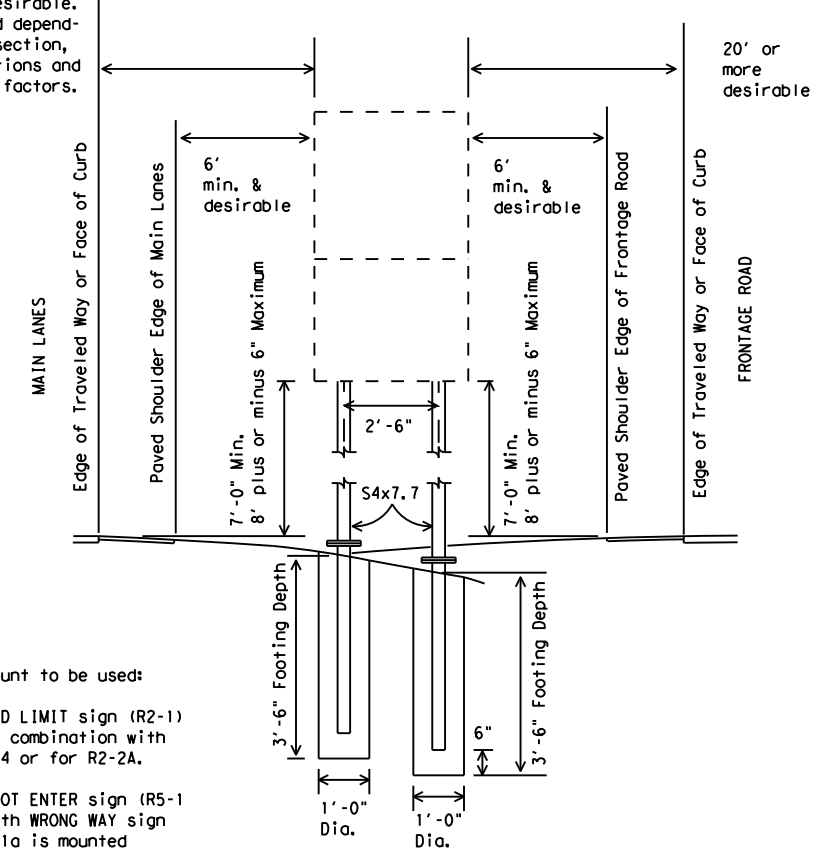 esirable.
d depend-
section,
tions and
factors.
20' or
more
desirable
6'
min. &
desirable
6'
min. &
desirable
MAIN LANES
Edge of Traveled Way or Face of Curb
Paved Shoulder Edge of Main Lanes
7'-0" Min.
8' plus or minus 6" Maximum
2'-6"
S4x7.7
7'-0" Min.
8' plus or minus 6" Maximum
Paved Shoulder Edge of Frontage Road
Edge of Traveled Way or Face of Curb
FRONTAGE ROAD
3'-6" Footing Depth
3'-6" Footing Depth
6"
1'-0"
Dia.
1'-0"
Dia.
unt to be used:
D LIMIT sign (R2-1)
combination with
4 or for R2-2A.
OT ENTER sign (R5-1
th WRONG WAY sign
1a is mounted